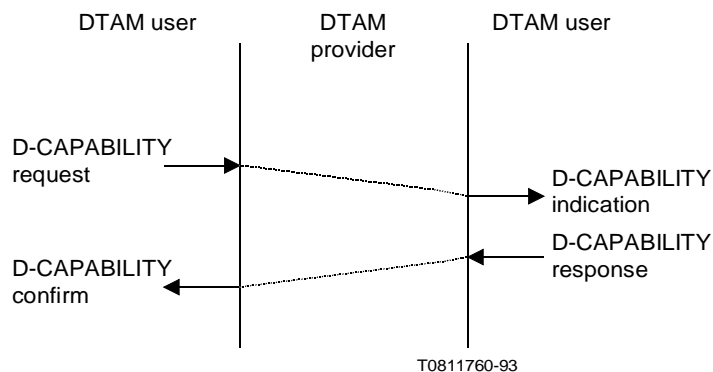 DTAM user
DTAM
provider
DTAM user
D-CAPABILITY
request
D-CAPABILITY
indication
D-CAPABILITY
response
D-CAPABILITY
confirm
T0811760-93